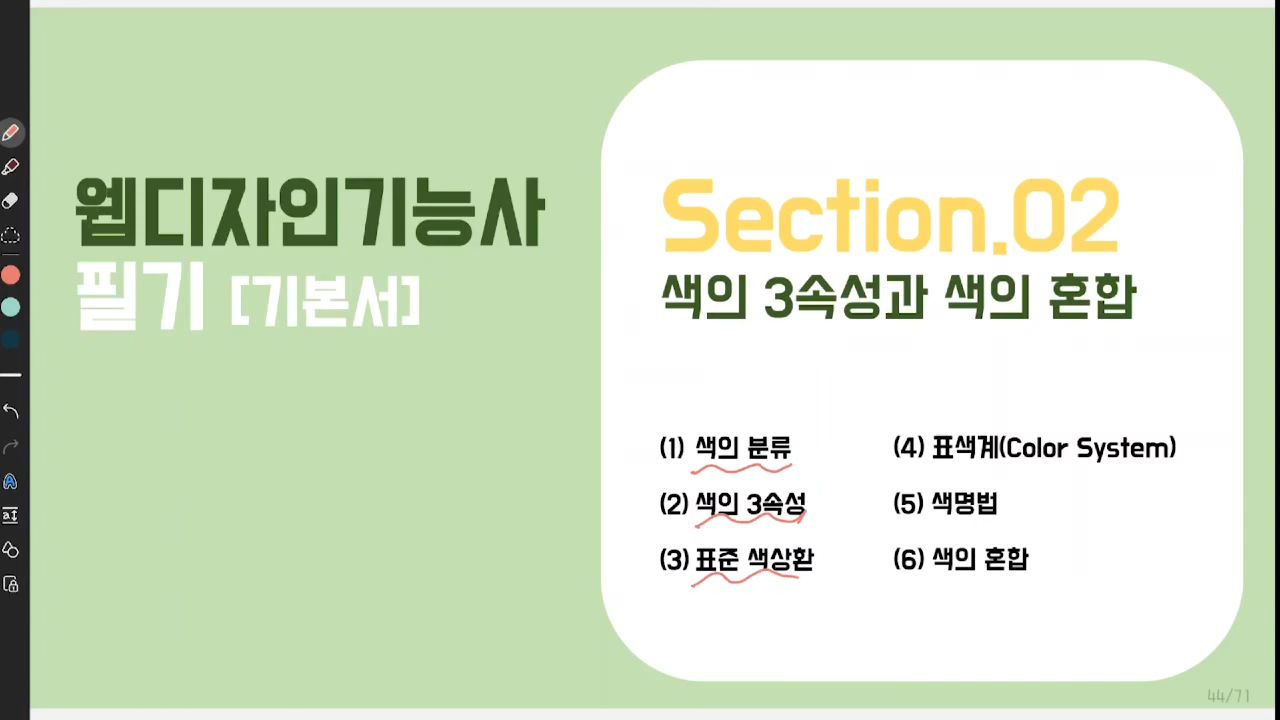 웹디자인기능사
필기 [기본서]
Section.02
색의 3속성과 색의 혼합
(1) 색의 분류
(2) 색의 3속성
(3) 표준 색상환
(4) 표색계(Color System)
(5) 색명법
(6) 색의 혼합
44/71